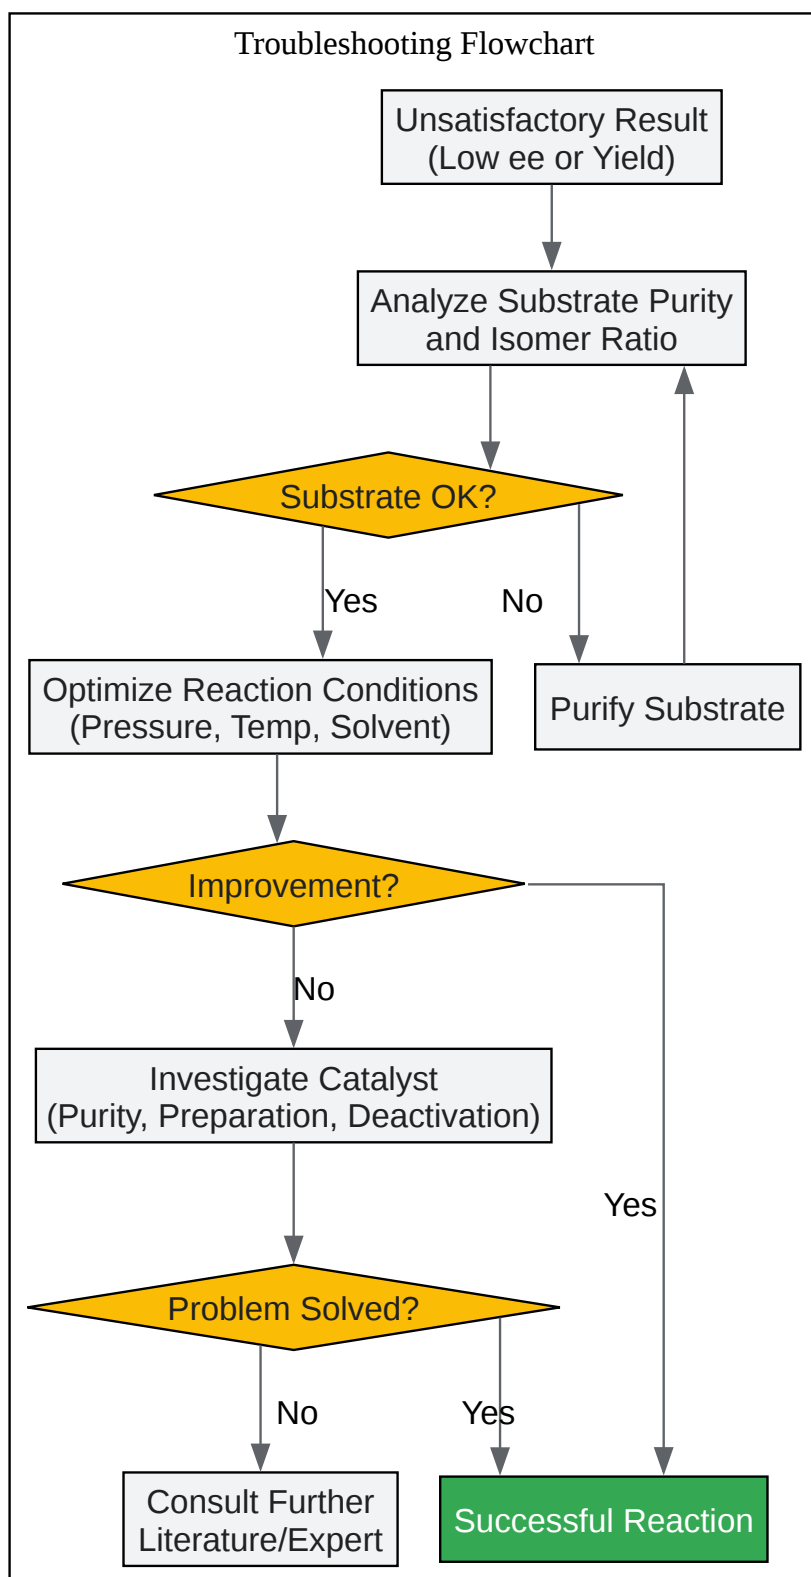 Troubleshooting Flowchart
Unsatisfactory Result
(Low ee or Yield)
Analyze Substrate Purity
and Isomer Ratio
Substrate OK?
Yes
No
Optimize Reaction Conditions
(Pressure, Temp, Solvent)
Purify Substrate
Improvement?
No
Investigate Catalyst
(Purity, Preparation, Deactivation)
Yes
Problem Solved?
No
Yes
Consult Further
Literature/Expert
Successful Reaction